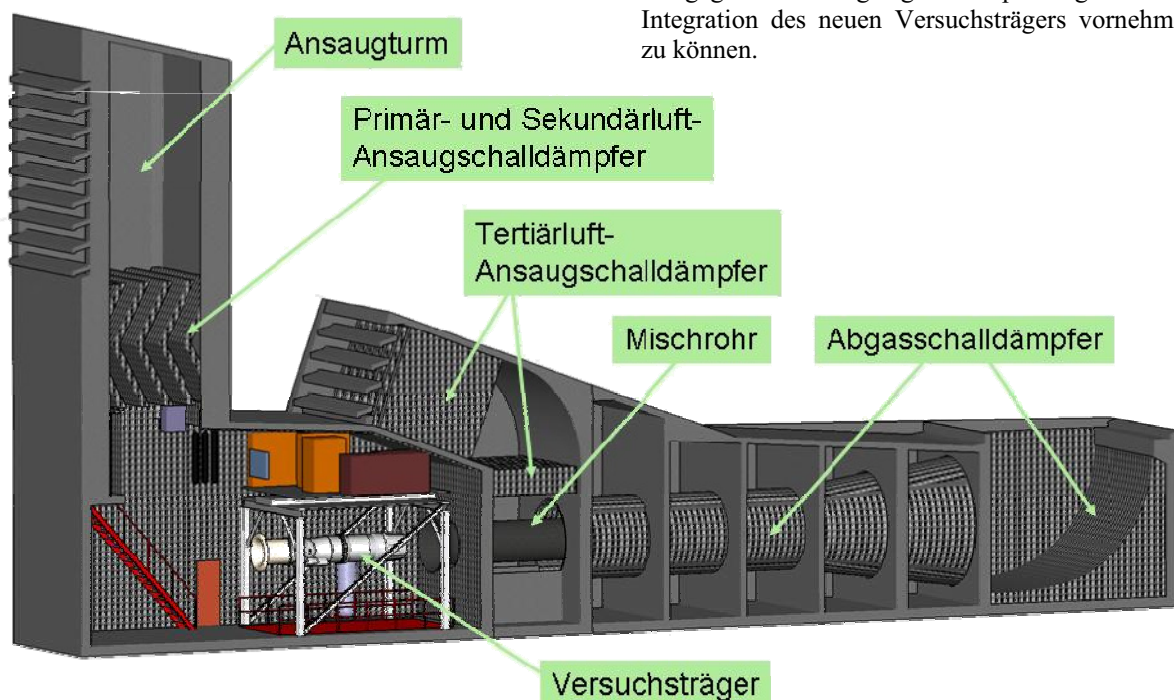 Integration des neuen Versuchsträgers vornehm
zu können.
Ansaugturm
Primär- und Sekundärluft-
Ansaugschalldämpfer
Tertiärluft-
Ansaugschalldämpfer
Mischrohr
Abgasschalldämpfer
Versuchsträger